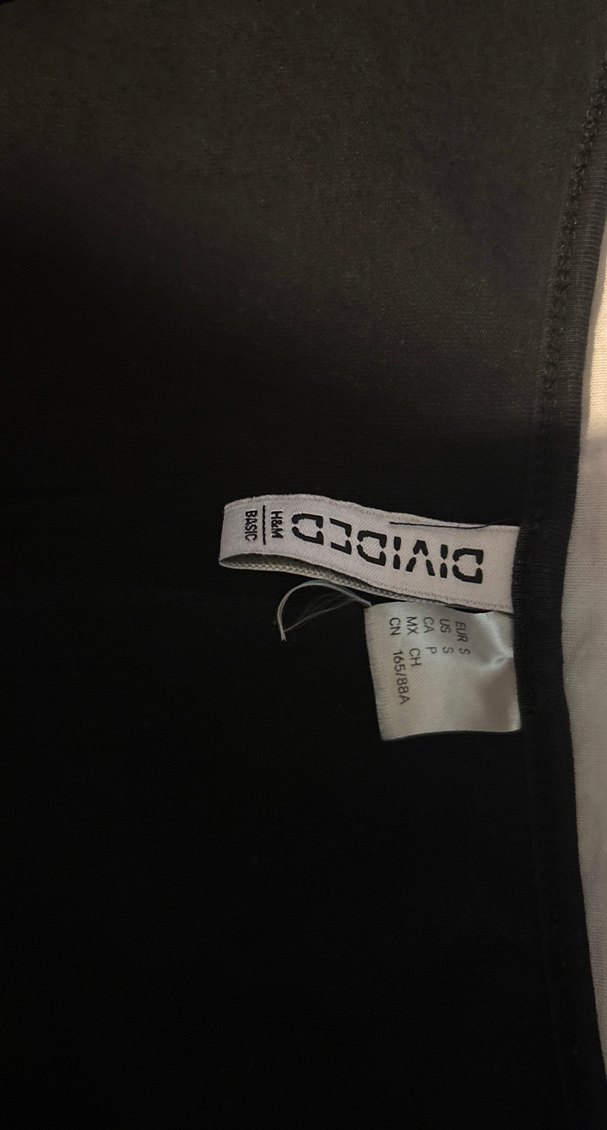 DIVIDED
H&M
BASIC
EUR S
US S
CA P
MX CH
CN 165/88A